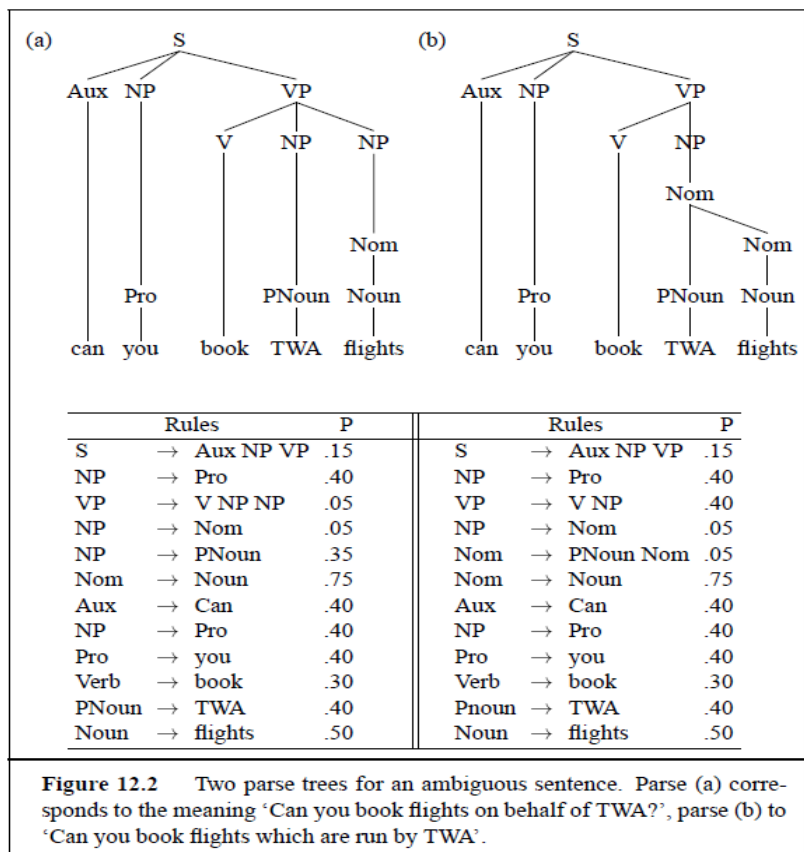 (a) S (b) S
Aux NP VP Aux NP VP
V NP NP V NP
Nom
Nom Nom
Pro PNoun Noun Pro PNoun Noun
can you book TWA flights can you book TWA flights
Rules P Rules P
S → Aux NP VP .15 S → Aux NP VP .15
NP → Pro .40 NP → Pro .40
VP → V NP NP .05 VP → V NP .40
NP → Nom .05 NP → Nom .05
NP → PNoun .35 Nom → PNoun Nom .05
Nom → Noun .75 Nom → Noun .75
Aux → Can .40 Aux → Can .40
NP → Pro .40 NP → Pro .40
Pro → you .40 Pro → you .40
Verb → book .30 Verb → book .30
PNoun → TWA .40 Pnoun → TWA .40
Noun → flights .50 Noun → flights .50
Figure 12.2 Two parse trees for an ambiguous sentence. Parse (a) corre-
sponds to the meaning ‘Can you book flights on behalf of TWA?’, parse (b) to
‘Can you book flights which are run by TWA’.